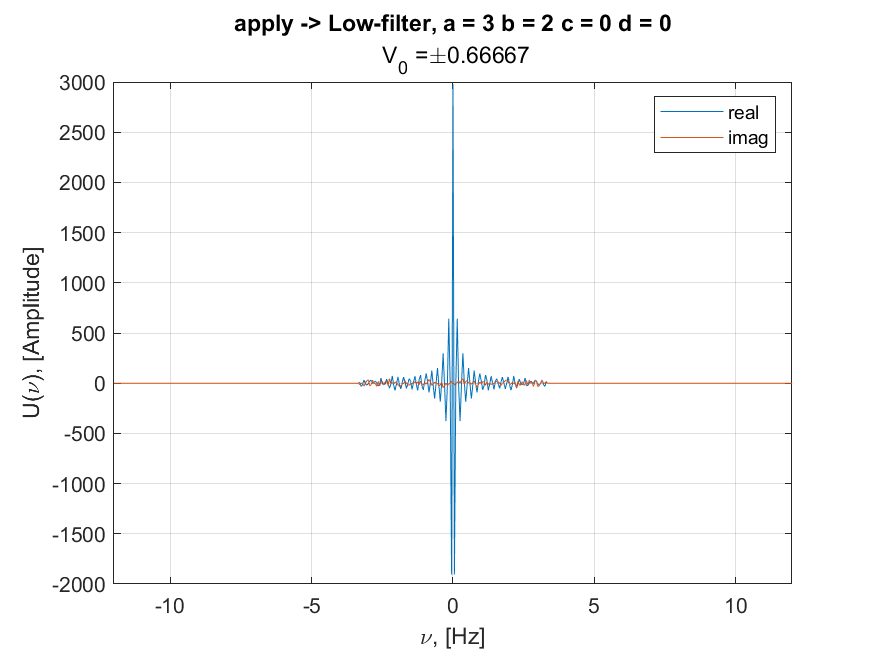 apply -> Low-filter, a = 3 b = 2 c = 0 d = 0
V0 =±0.66667
3000
2500
2000
1500
1000
500
0
-500
-1000
-1500
-2000
U(ν), [Amplitude]
real
imag
-10
-5
0
5
10
ν, [Hz]